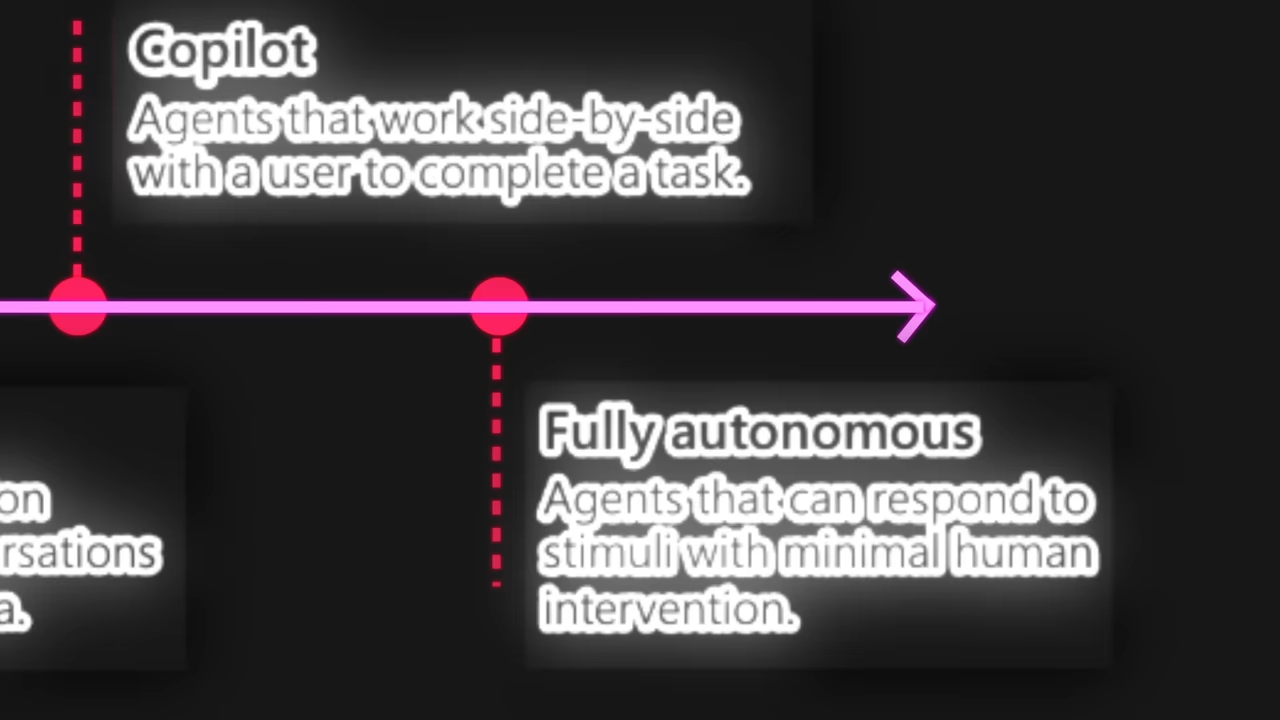 Copilot
Agents that work side-by-side
with a user to complete a task.
Fully autonomous
Agents that can respond to
stimuli with minimal human
intervention.